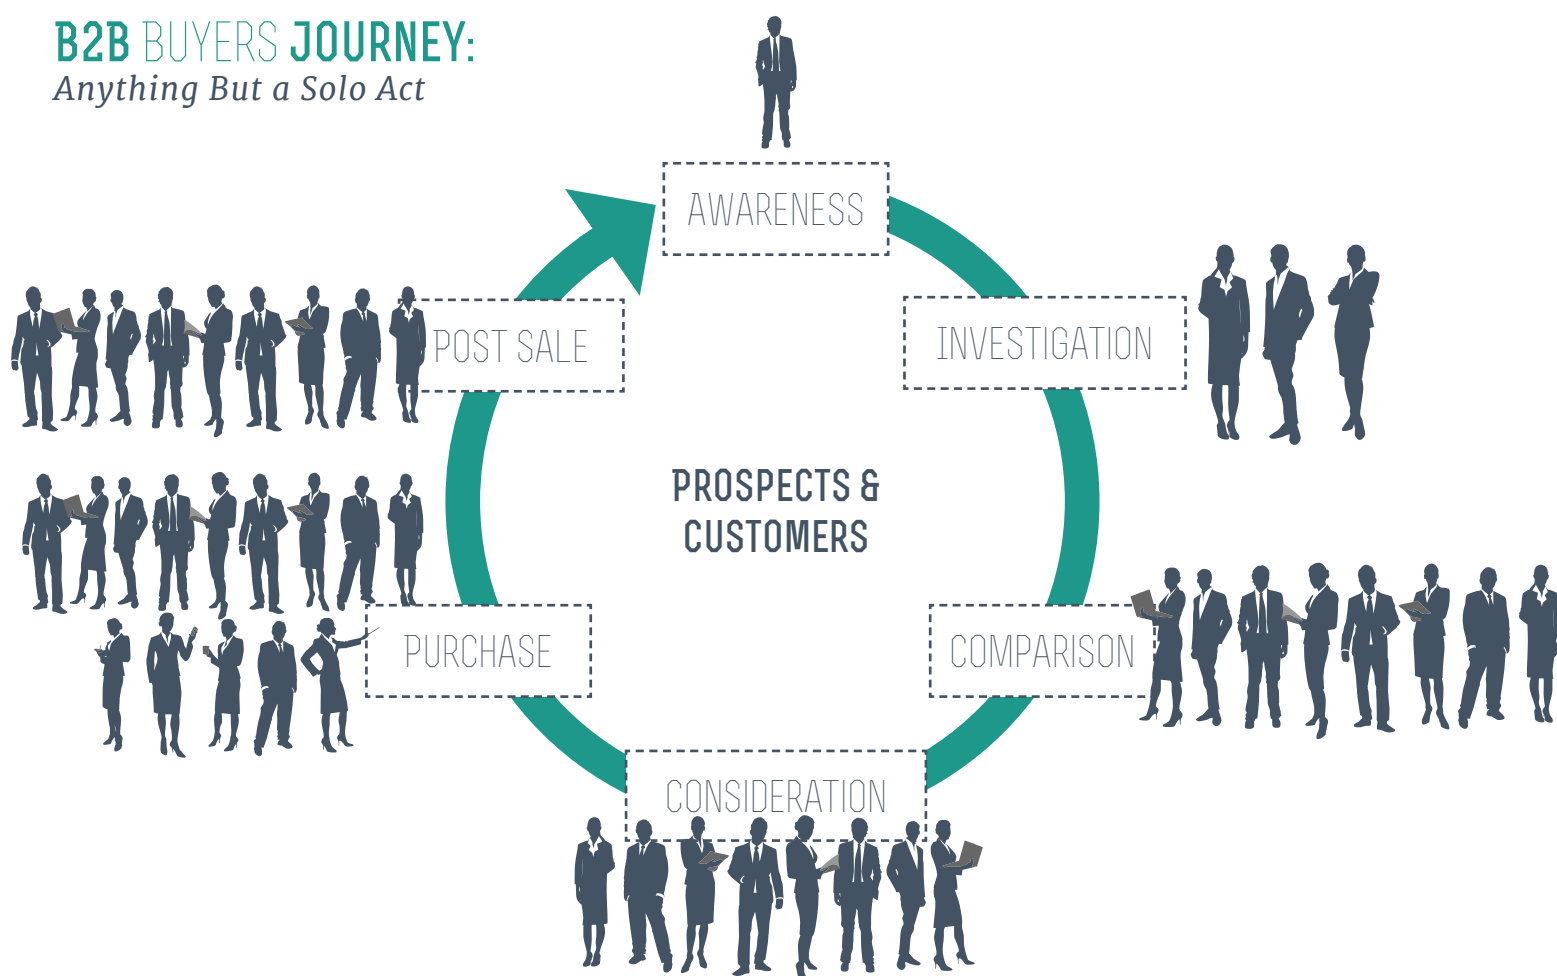 B2B BUYERS JOURNEY:
Anything But a Solo Act
AWARENESS
INVESTIGATION
COMPARISON
CONSIDERATION
PURCHASE
POST SALE
PROSPECTS &
CUSTOMERS